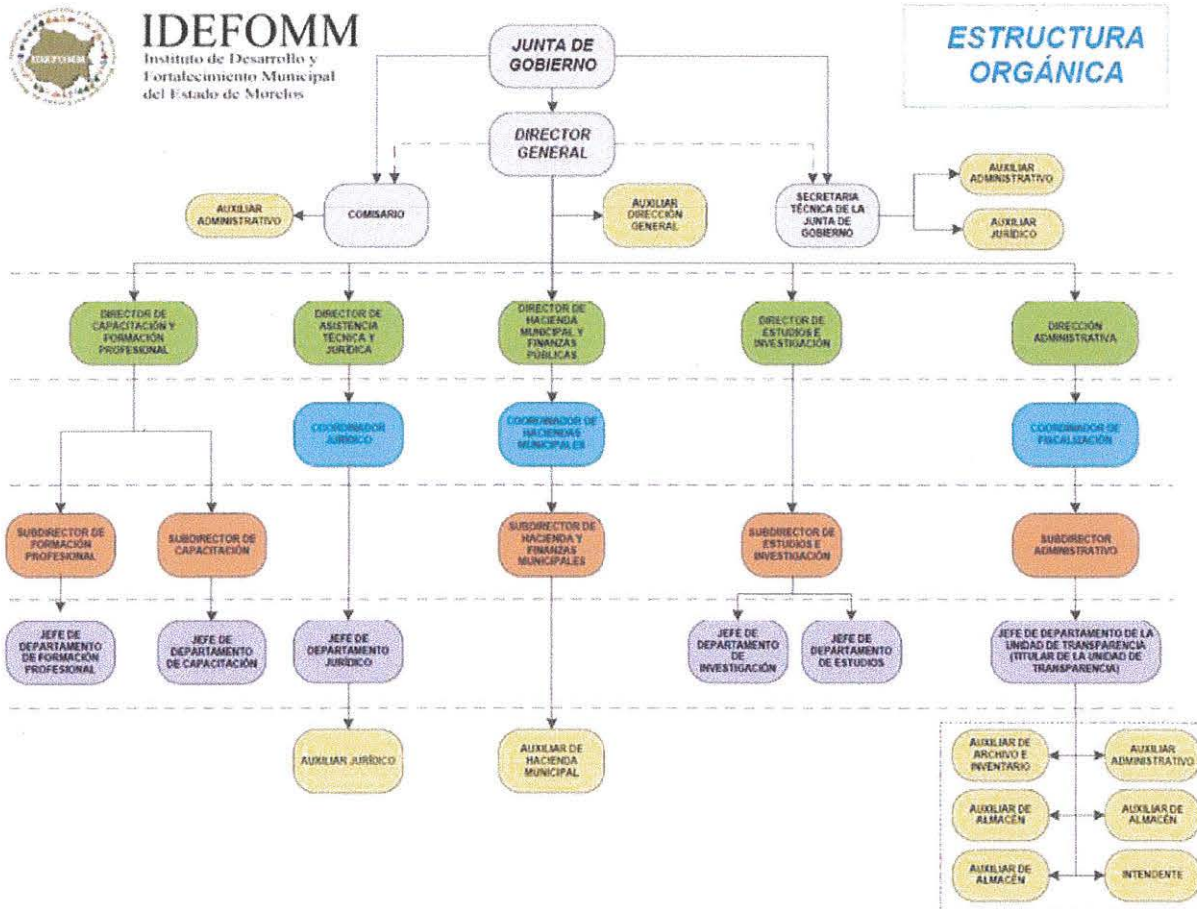 IDEFOMM
IDEFOMM
Instituto de Desarrollo y
Fortalecimiento Municipal
del Estado de Morelos
ESTRUCTURA
ORGÁNICA
JUNTA DE
GOBIERNO
DIRECTOR
GENERAL
AUXILIAR
ADMINISTRATIVO
COMISARIO
AUXILIAR
DIRECCIÓN
GENERAL
SECRETARIA
TÉCNICA DE LA
JUNTA DE
GOBIERNO
AUXILIAR
ADMINISTRATIVO
AUXILIAR
JURÍDICO
DIRECTOR DE
CAPACITACIÓN Y
FORMACIÓN
PROFESIONAL
DIRECTOR DE
ASISTENCIA
TÉCNICA Y
JURÍDICA
DIRECTOR DE
HACIENDA
MUNICIPAL Y
FINANZAS
PÚBLICAS
DIRECTOR DE
ESTUDIOS E
INVESTIGACIÓN
DIRECCIÓN
ADMINISTRATIVA
COORDINADOR
JURÍDICO
COORDINADOR DE
HACIENDAS
MUNICIPALES
COORDINADOR DE
FISCALIZACIÓN
SUBDIRECTOR DE
FORMACIÓN
PROFESIONAL
SUBDIRECTOR DE
CAPACITACIÓN
SUBDIRECTOR DE
HACIENDA Y
FINANZAS
MUNICIPALES
SUBDIRECTOR DE
ESTUDIOS E
INVESTIGACIÓN
SUBDIRECTOR
ADMINISTRATIVO
JEFE DE
DEPARTAMENTO
DE FORMACIÓN
PROFESIONAL
JEFE DE
DEPARTAMENTO
DE CAPACITACIÓN
JEFE DE
DEPARTAMENTO
JURÍDICO
JEFE DE
DEPARTAMENTO
DE
INVESTIGACIÓN
JEFE DE
DEPARTAMENTO
DE ESTUDIOS
JEFE DE DEPARTAMENTO DE LA
UNIDAD DE TRANSPARENCIA
(TITULAR DE LA UNIDAD DE
TRANSPARENCIA)
AUXILIAR JURÍDICO
AUXILIAR DE
HACIENDA
MUNICIPAL
AUXILIAR DE
ARCHIVO E
INVENTARIO
AUXILIAR
ADMINISTRATIVO
AUXILIAR DE
ALMACÉN
AUXILIAR DE
ALMACÉN
AUXILIAR DE
ALMACÉN
INTENDENTE